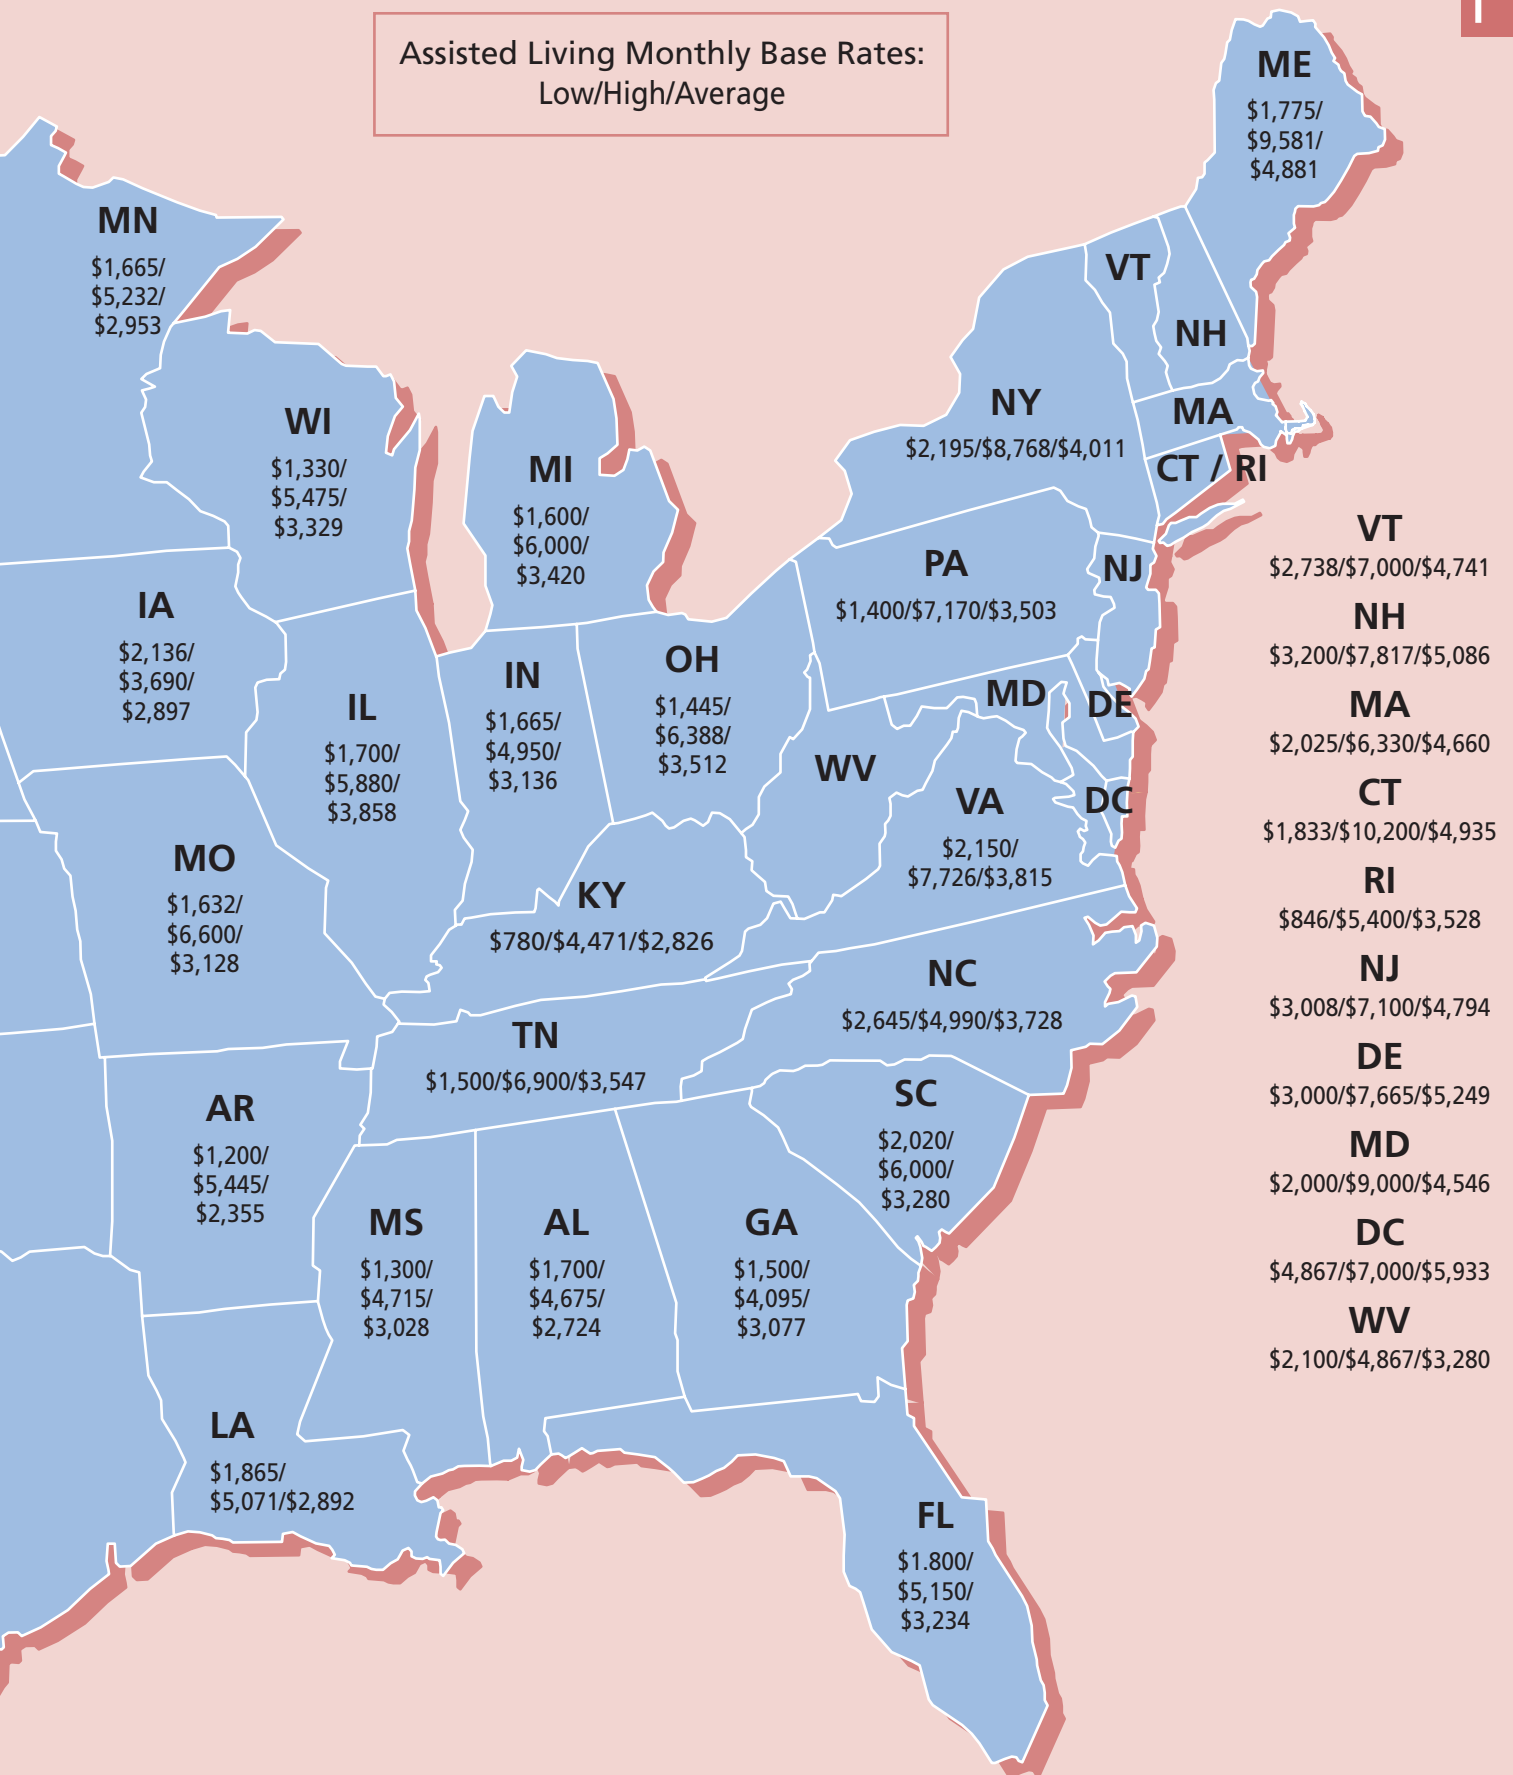 Assisted Living Monthly Base Rates:
Low/High/Average
ME
$1,775/
$9,581/
$4,881
MN
$1,665/
$5,232/
$2,953
VT
NH
WI
$1,330/
$5,475/
$3,329
MI
$1,600/
$6,000/
$3,420
NY
$2,195/$8,768/$4,011
MA
CT / RI
PA
$1,400/$7,170/$3,503
NJ
IA
$2,136/
$3,690/
$2,897
IL
$1,700/
$5,880/
$3,858
IN
$1,665/
$4,950/
$3,136
OH
$1,445/
$6,388/
$3,512
MD
DE
WV
VA
$2,150/
$7,726/$3,815
DC
MO
$1,632/
$6,600/
$3,128
KY
$780/$4,471/$2,826
NC
$2,645/$4,990/$3,728
TN
$1,500/$6,900/$3,547
AR
$1,200/
$5,445/
$2,355
SC
$2,020/
$6,000/
$3,280
MS
$1,300/
$4,715/
$3,028
AL
$1,700/
$4,675/
$2,724
GA
$1,500/
$4,095/
$3,077
LA
$1,865/
$5,071/$2,892
FL
$1.800/
$5,150/
$3,234
VT
$2,738/$7,000/$4,741
NH
$3,200/$7,817/$5,086
MA
$2,025/$6,330/$4,660
CT
$1,833/$10,200/$4,935
RI
$846/$5,400/$3,528
NJ
$3,008/$7,100/$4,794
DE
$3,000/$7,665/$5,249
MD
$2,000/$9,000/$4,546
DC
$4,867/$7,000/$5,933
WV
$2,100/$4,867/$3,280